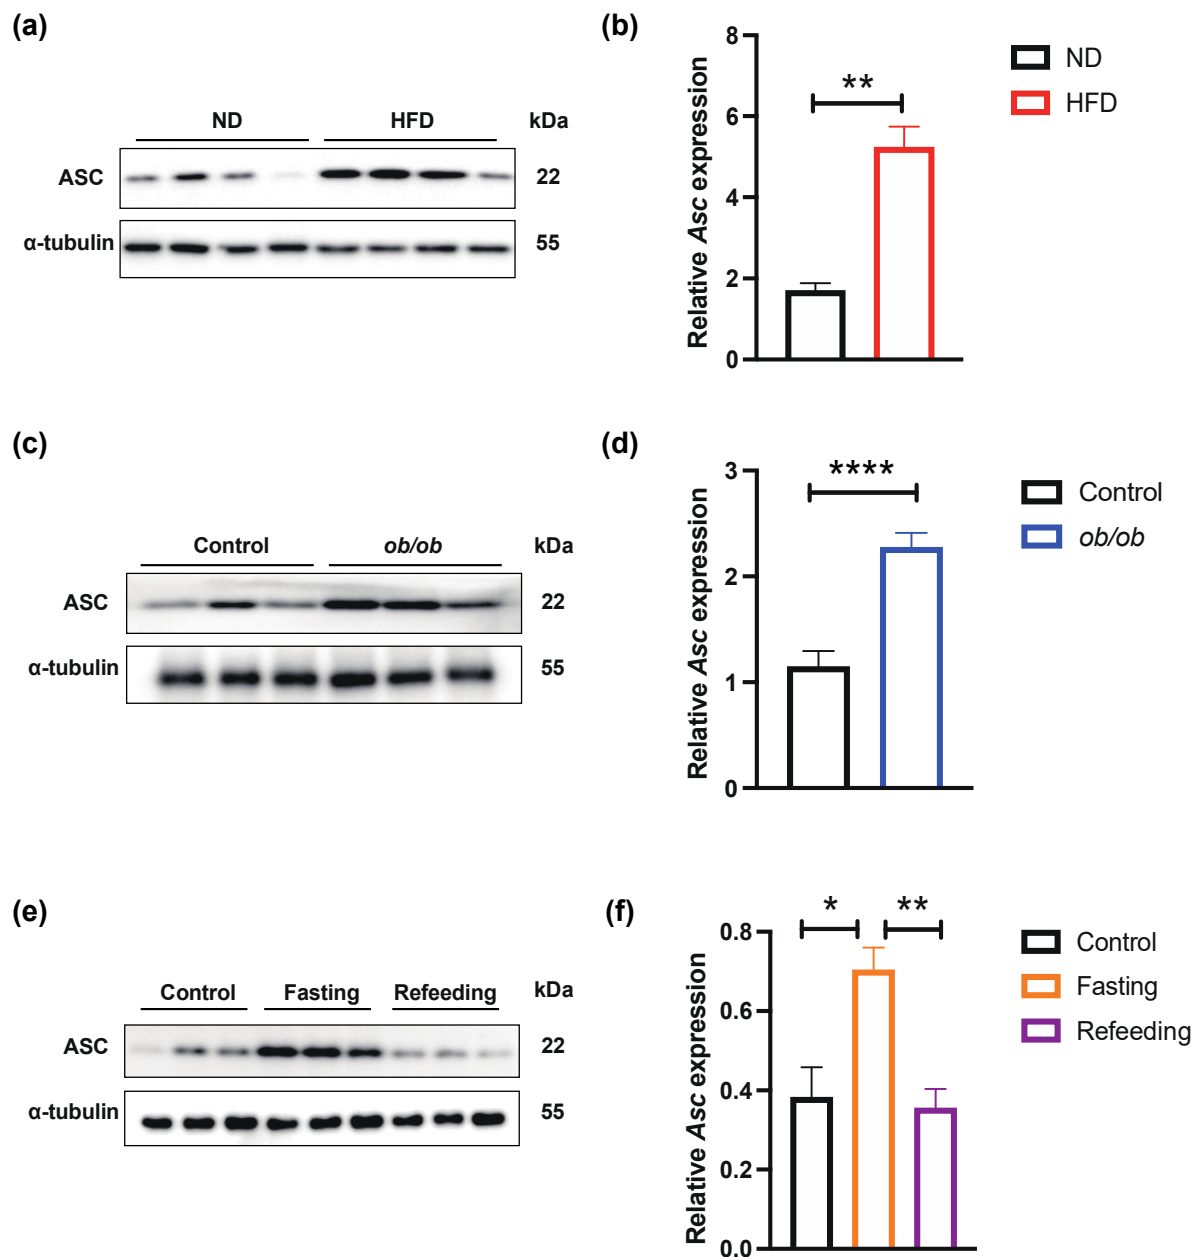 (a)
ND HFD kDa
ASC 22
α-tubulin 55
(b)
Relative Asc expression
8
6
4
2
0
**
ND
HFD
(c)
Control ob/ob kDa
ASC 22
α-tubulin 55
(d)
Relative Asc expression
3
2
1
0
****
Control
ob/ob
(e)
Control Fasting Refeeding kDa
ASC 22
α-tubulin 55
(f)
Relative Asc expression
0.8
0.6
0.4
0.2
0.0
* **
Control
Fasting
Refeeding